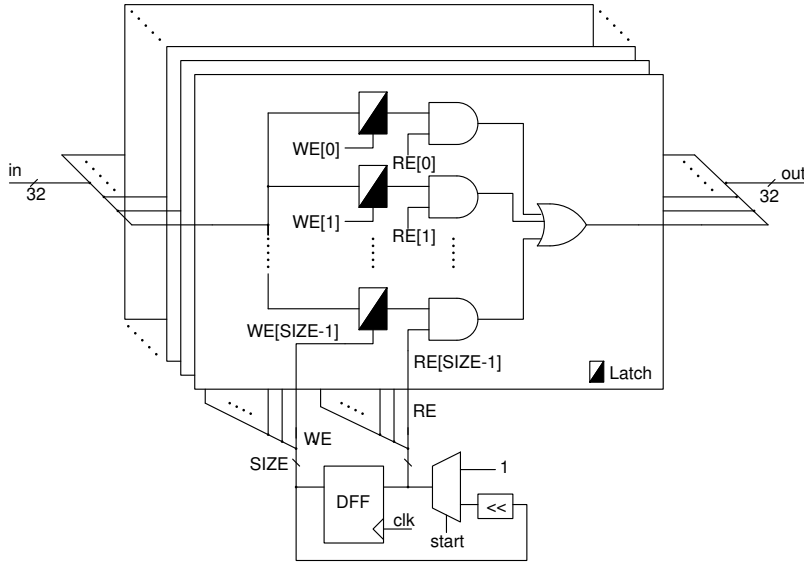 WE[0]
RE[0]
in
32
out
32
WE[1]
RE[1]
WE[SIZE-1]
RE[SIZE-1]
Latch
RE
WE
SIZE
1
DFF
<<
clk
start